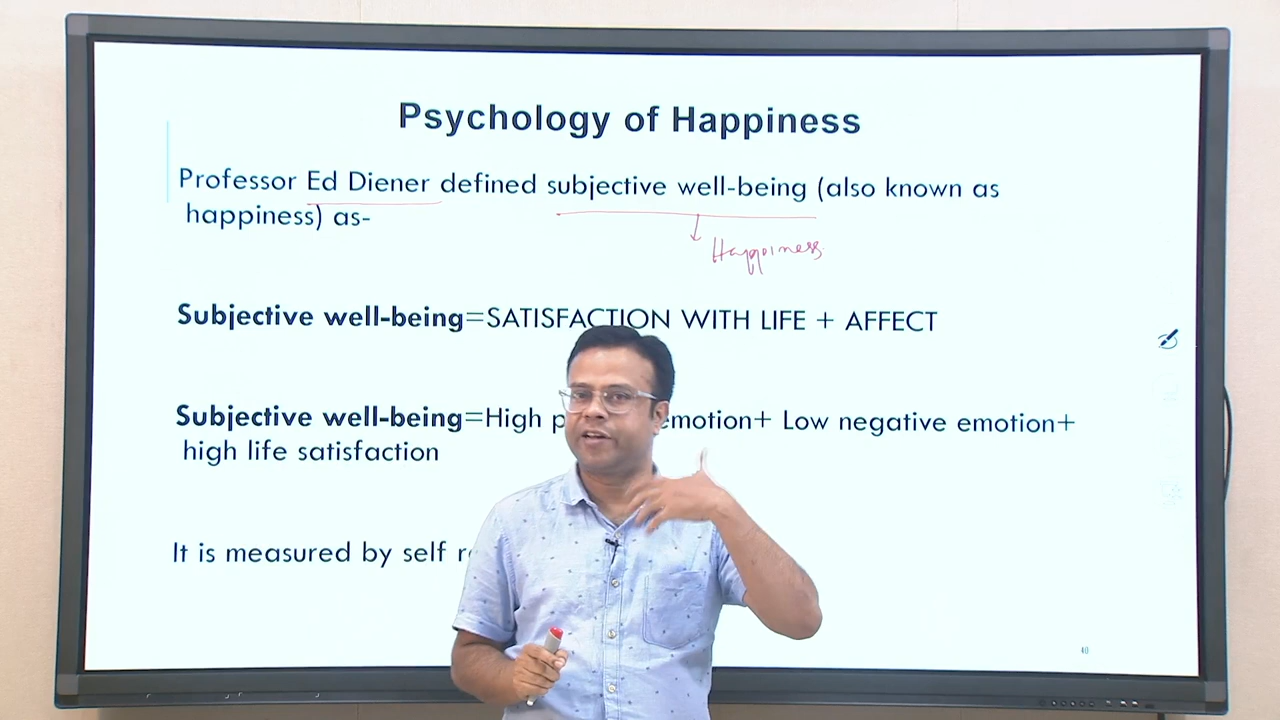 Psychology of Happiness
Professor Ed Diener defined subjective well-being (also known as
happiness) as-
Happiness
Subjective well-being=SATISFACTION WITH LIFE + AFFECT
Subjective well-being=High emotion+ Low negative emotion+
high life satisfaction
It is measured by self
40